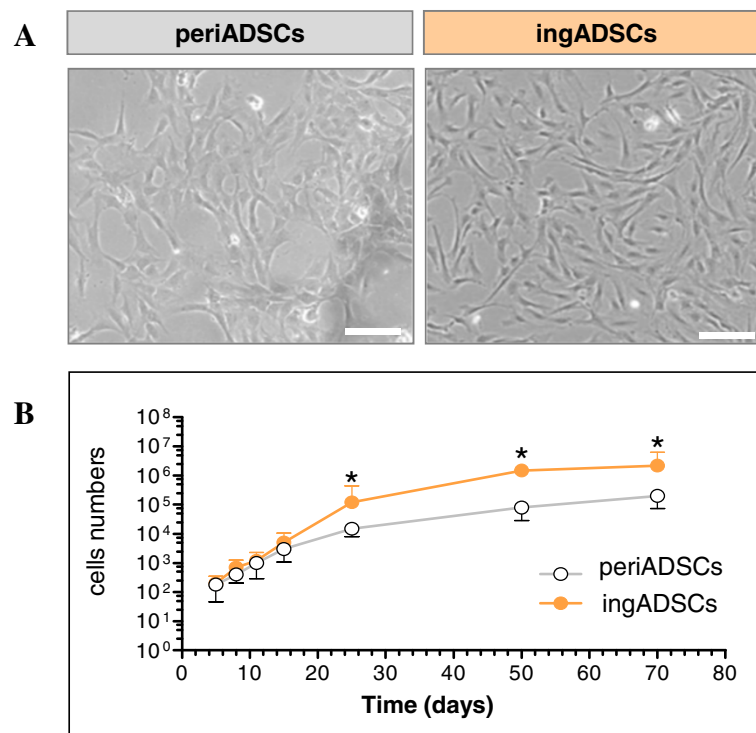 A
periADSCs
ingADSCs
B
10⁸
10⁷
10⁶
10⁵
10⁴
10³
10²
10¹
10⁰
cells numbers
* * *
periADSCs
ingADSCs
0 10 20 30 40 50 60 70 80
Time (days)